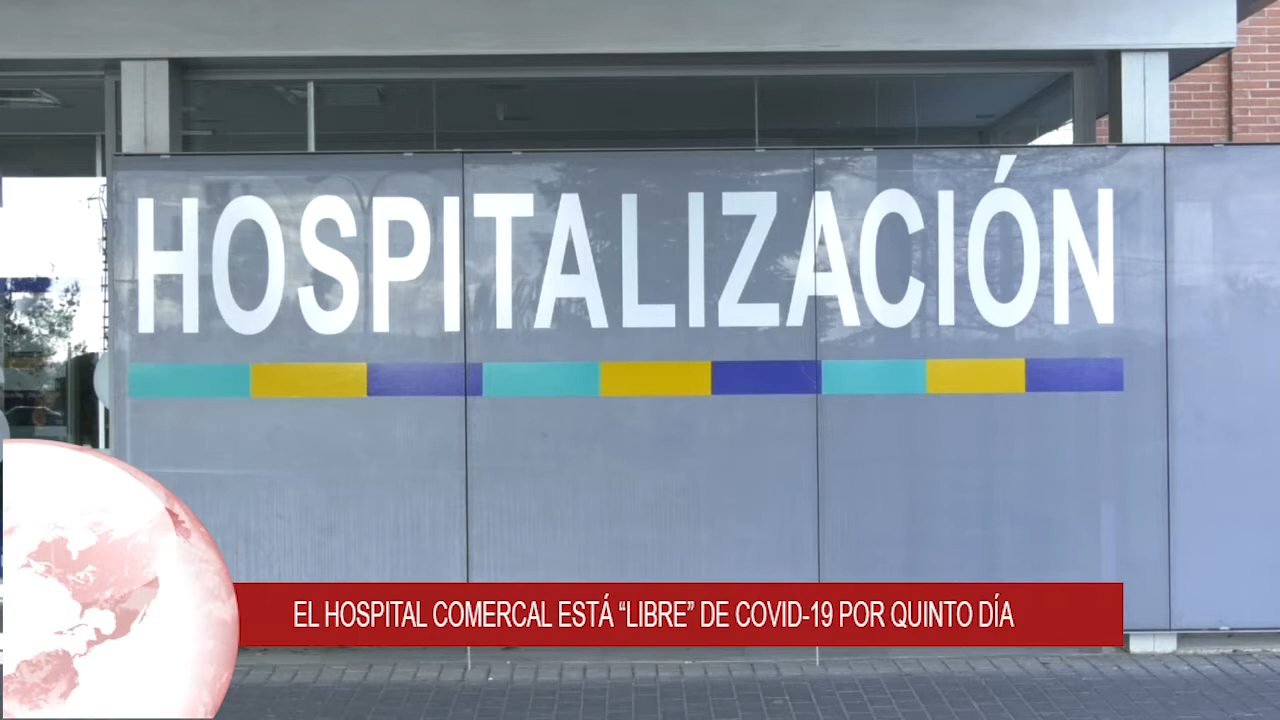 HOSPITALIZACIÓN
EL HOSPITAL COMERCAL ESTÁ “LIBRE” DE COVID-19 POR QUINTO DÍA